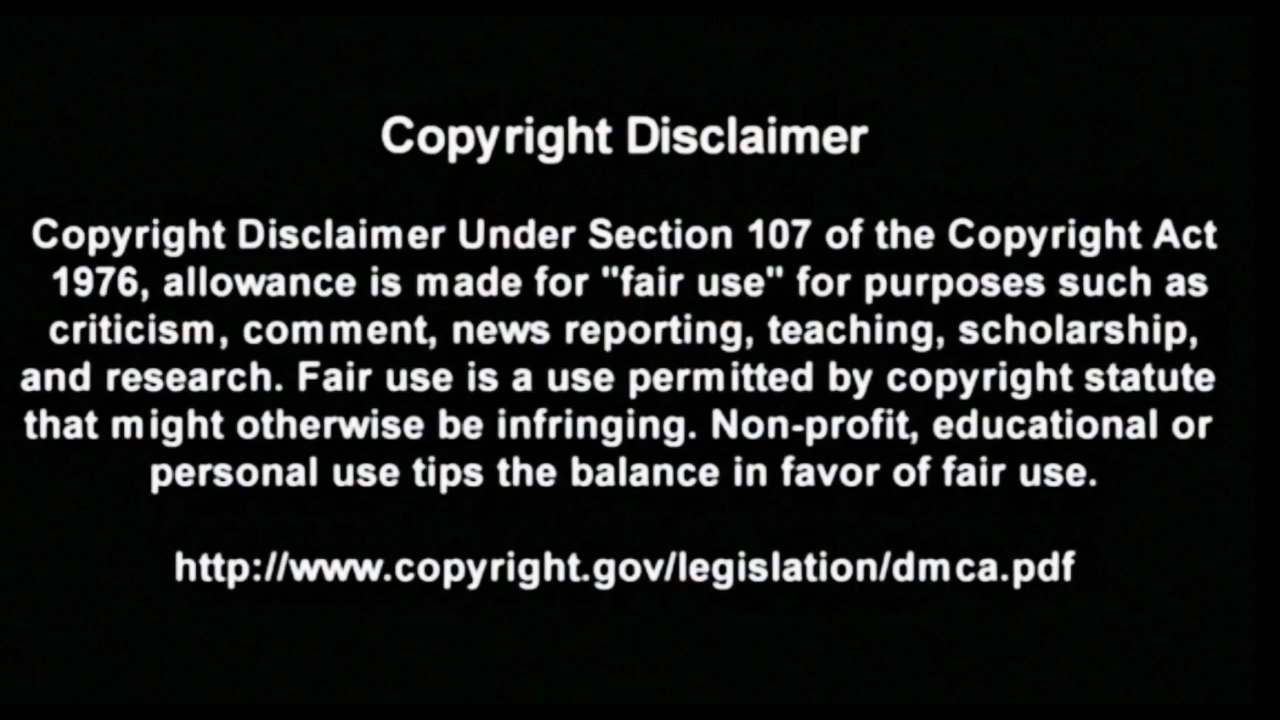 Copyright Disclaimer
Copyright Disclaimer Under Section 107 of the Copyright Act
1976, allowance is made for "fair use" for purposes such as
criticism, comment, news reporting, teaching, scholarship,
and research. Fair use is a use permitted by copyright statute
that might otherwise be infringing. Non-profit, educational or
personal use tips the balance in favor of fair use.
http://www.copyright.gov/legislation/dmca.pdf